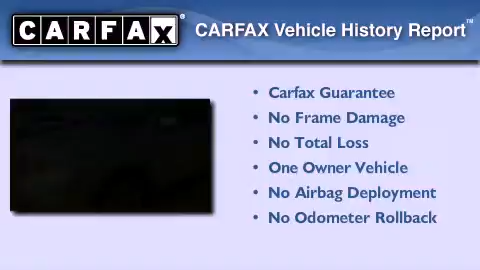 CARFAX® CARFAX Vehicle History Report™
• Carfax Guarantee
• No Frame Damage
• No Total Loss
• One Owner Vehicle
• No Airbag Deployment
• No Odometer Rollback